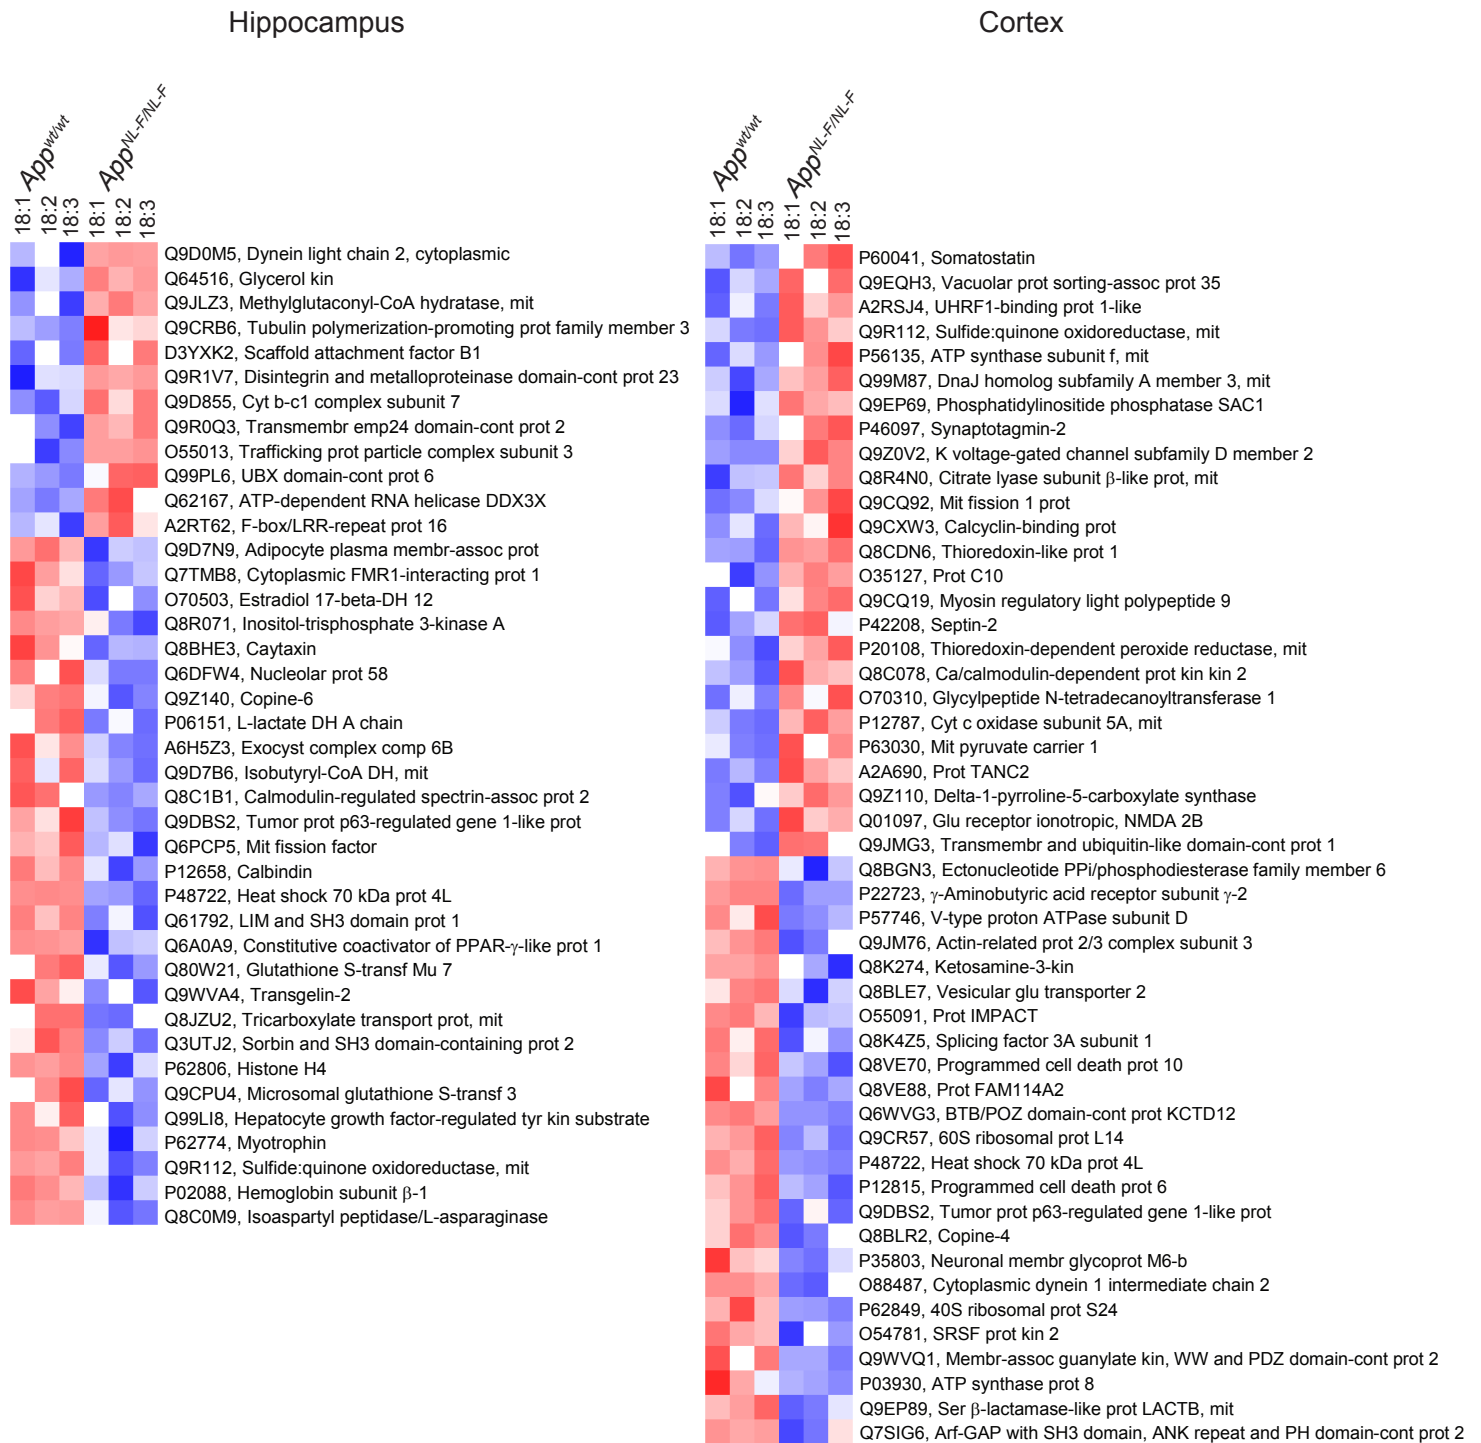 Hippocampus
App^wt/wt
App^NL-F/NL-F
18:1
18:2
18:3
18:1
18:2
18:3
Q9D0M5, Dynein light chain 2, cytoplasmic
Q64516, Glycerol kin
Q9JLZ3, Methylglutaconyl-CoA hydratase, mit
Q9CRB6, Tubulin polymerization-promoting prot family member 3
D3YXK2, Scaffold attachment factor B1
Q9R1V7, Disintegrin and metalloproteinase domain-cont prot 23
Q9D855, Cyt b-c1 complex subunit 7
Q9R0Q3, Transmembr emp24 domain-cont prot 2
O55013, Trafficking prot particle complex subunit 3
Q99PL6, UBX domain-cont prot 6
Q62167, ATP-dependent RNA helicase DDX3X
A2RT62, F-box/LRR-repeat prot 16
Q9D7N9, Adipocyte plasma membr-assoc prot
Q7TMB8, Cytoplasmic FMR1-interacting prot 1
O70503, Estradiol 17-beta-DH 12
Q8R071, Inositol-trisphosphate 3-kinase A
Q8BHE3, Caytaxin
Q6DFW4, Nucleolar prot 58
Q9Z140, Copine-6
P06151, L-lactate DH A chain
A6H5Z3, Exocyst complex comp 6B
Q9D7B6, Isobutyryl-CoA DH, mit
Q8C1B1, Calmodulin-regulated spectrin-assoc prot 2
Q9DBS2, Tumor prot p63-regulated gene 1-like prot
Q6PCP5, Mit fission factor
P12658, Calbindin
P48722, Heat shock 70 kDa prot 4L
Q61792, LIM and SH3 domain prot 1
Q6A0A9, Constitutive coactivator of PPAR-γ-like prot 1
Q80W21, Glutathione S-transf Mu 7
Q9WVA4, Transgelin-2
Q8JZU2, Tricarboxylate transport prot, mit
Q3UTJ2, Sorbin and SH3 domain-containing prot 2
P62806, Histone H4
Q9CPU4, Microsomal glutathione S-transf 3
Q99LI8, Hepatocyte growth factor-regulated tyr kin substrate
P62774, Myotrophin
Q9R112, Sulfide:quinone oxidoreductase, mit
P02088, Hemoglobin subunit β-1
Q8C0M9, Isoaspartyl peptidase/L-asparaginase
Cortex
App^wt/wt
App^NL-F/NL-F
18:1
18:2
18:3
18:1
18:2
18:3
P60041, Somatostatin
Q9EQH3, Vacuolar prot sorting-assoc prot 35
A2RSJ4, UHRF1-binding prot 1-like
Q9R112, Sulfide:quinone oxidoreductase, mit
P56135, ATP synthase subunit f, mit
Q99M87, DnaJ homolog subfamily A member 3, mit
Q9EP69, Phosphatidylinositide phosphatase SAC1
P46097, Synaptotagmin-2
Q9Z0V2, K voltage-gated channel subfamily D member 2
Q8R4N0, Citrate lyase subunit β-like prot, mit
Q9CQ92, Mit fission 1 prot
Q9CXW3, Calcyclin-binding prot
Q8CDN6, Thioredoxin-like prot 1
O35127, Prot C10
Q9CQ19, Myosin regulatory light polypeptide 9
P42208, Septin-2
P20108, Thioredoxin-dependent peroxide reductase, mit
Q8C078, Ca/calmodulin-dependent prot kin kin 2
O70310, Glycylpeptide N-tetradecanoyltransferase 1
P12787, Cyt c oxidase subunit 5A, mit
P63030, Mit pyruvate carrier 1
A2A690, Prot TANC2
Q9Z110, Delta-1-pyrroline-5-carboxylate synthase
Q01097, Glu receptor ionotropic, NMDA 2B
Q9JMG3, Transmembr and ubiquitin-like domain-cont prot 1
Q8BGN3, Ectonucleotide PPi/phosphodiesterase family member 6
P22723, γ-Aminobutyric acid receptor subunit γ-2
P57746, V-type proton ATPase subunit D
Q9JM76, Actin-related prot 2/3 complex subunit 3
Q8K274, Ketosamine-3-kin
Q8BLE7, Vesicular glu transporter 2
O55091, Prot IMPACT
Q8K4Z5, Splicing factor 3A subunit 1
Q8VE70, Programmed cell death prot 10
Q8VE88, Prot FAM114A2
Q6WVG3, BTB/POZ domain-cont prot KCTD12
Q9CR57, 60S ribosomal prot L14
P48722, Heat shock 70 kDa prot 4L
P12815, Programmed cell death prot 6
Q9DBS2, Tumor prot p63-regulated gene 1-like prot
Q8BLR2, Copine-4
P35803, Neuronal membr glycoprot M6-b
O88487, Cytoplasmic dynein 1 intermediate chain 2
P62849, 40S ribosomal prot S24
O54781, SRSF prot kin 2
Q9WVQ1, Membr-assoc guanylate kin, WW and PDZ domain-cont prot 2
P03930, ATP synthase prot 8
Q9EP89, Ser β-lactamase-like prot LACTB, mit
Q7SIG6, Arf-GAP with SH3 domain, ANK repeat and PH domain-cont prot 2